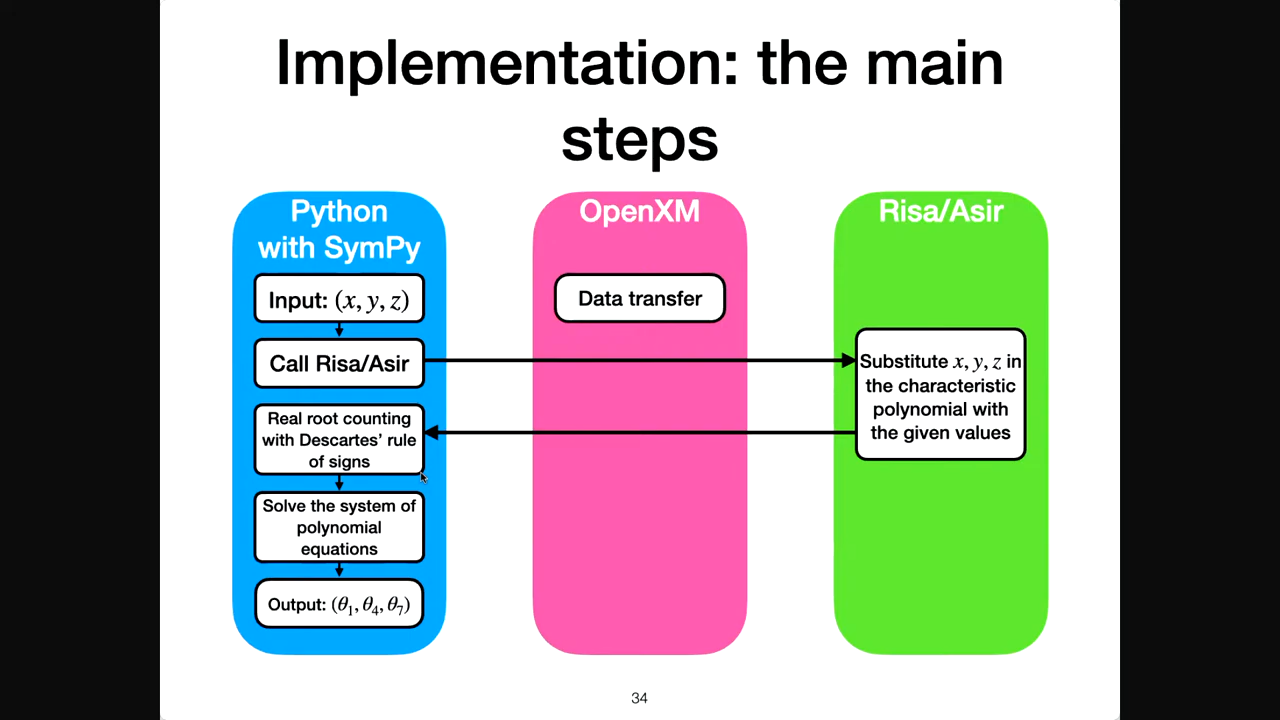 Implementation: the main
steps
Python
with SymPy
Input: (x, y, z)
Call Risa/Asir
Real root counting
with Descartes’ rule
of signs
Solve the system of
polynomial
equations
Output: (θ₁, θ₄, θ₇)
OpenXM
Data transfer
Risa/Asir
Substitute x, y, z in
the characteristic
polynomial with
the given values
34